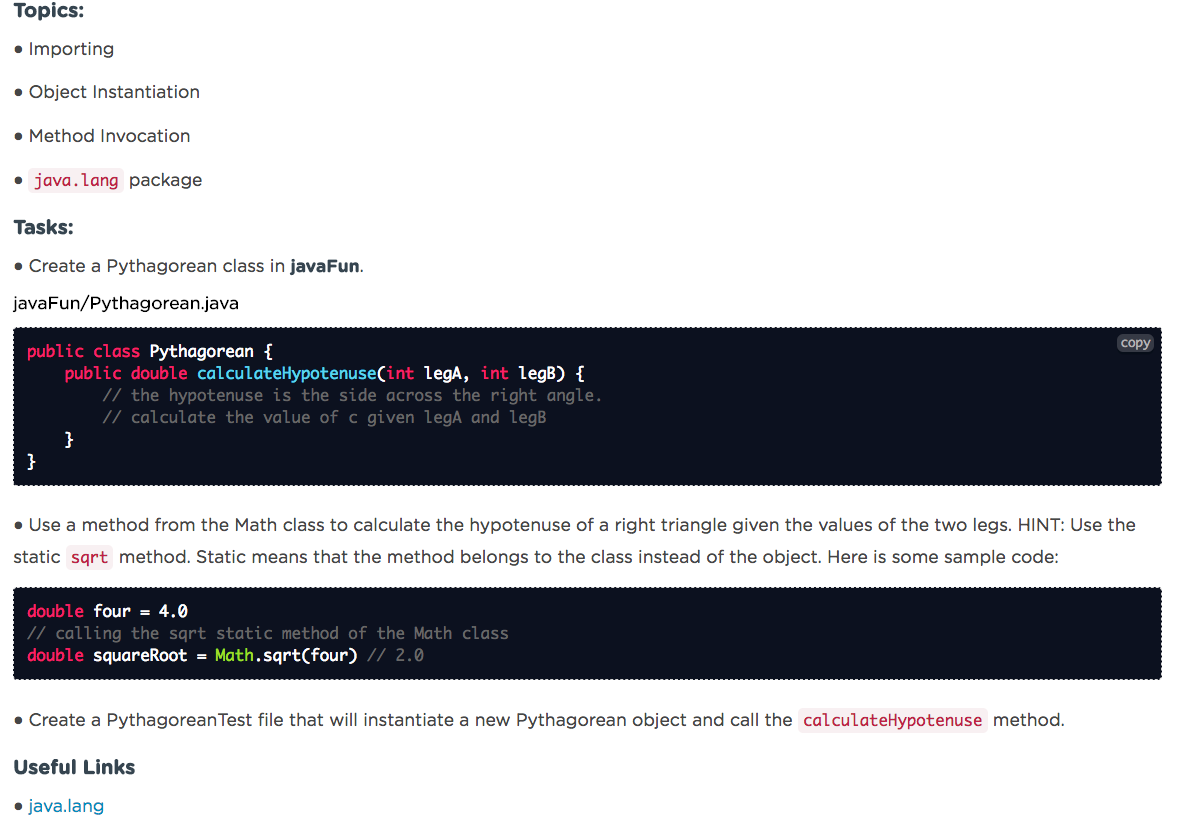 Topics:
• Importing
• Object Instantiation
• Method Invocation
• java.lang package
Tasks:
• Create a Pythagorean class in javaFun.
javaFun/Pythagorean.java
copy
public class Pythagorean {
    public double calculateHypotenuse(int legA, int legB) {
        // the hypotenuse is the side across the right angle.
        // calculate the value of c given legA and legB
    }
}
• Use a method from the Math class to calculate the hypotenuse of a right triangle given the values of the two legs. HINT: Use the
static sqrt method. Static means that the method belongs to the class instead of the object. Here is some sample code:
double four = 4.0
// calling the sqrt static method of the Math class
double squareRoot = Math.sqrt(four) // 2.0
• Create a PythagoreanTest file that will instantiate a new Pythagorean object and call the calculateHypotenuse method.
Useful Links
• java.lang